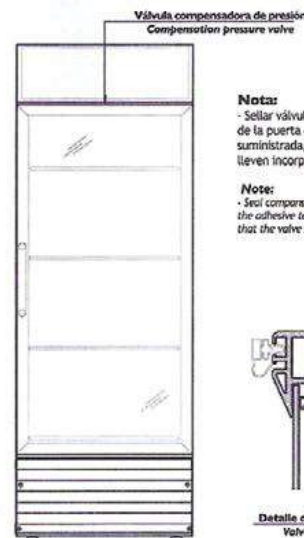 Válvula compensadora de presión
Compensation pressure valve
Nota:
- Sellar válvul
de la puerta
suministrada,
lleven incorp
Note:
- Seal compens
the adhesive te
that the valve
Detalle
Valv